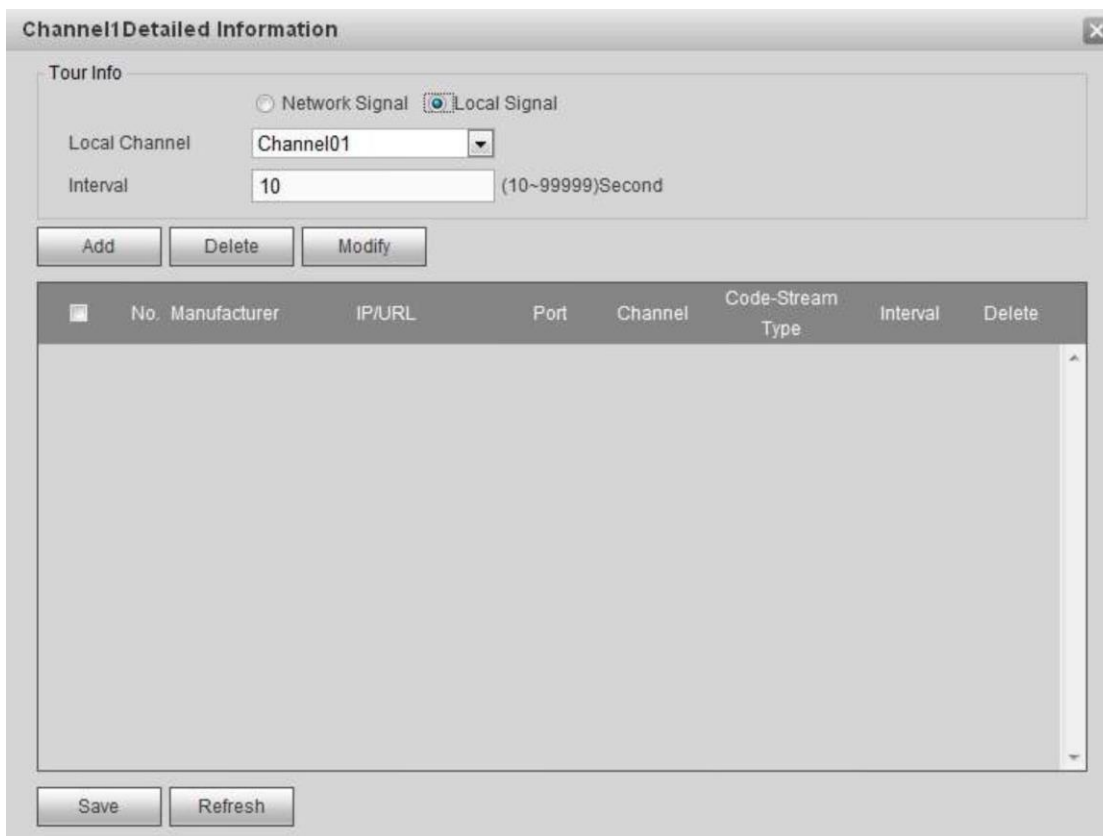 Channel1Detailed Information
Tour Info
Network Signal Local Signal
Local Channel Channel01
Interval 10 (10~99999)Second
Add Delete Modify
No. Manufacturer IP/URL Port Channel Code-Stream Type Interval Delete
Save Refresh